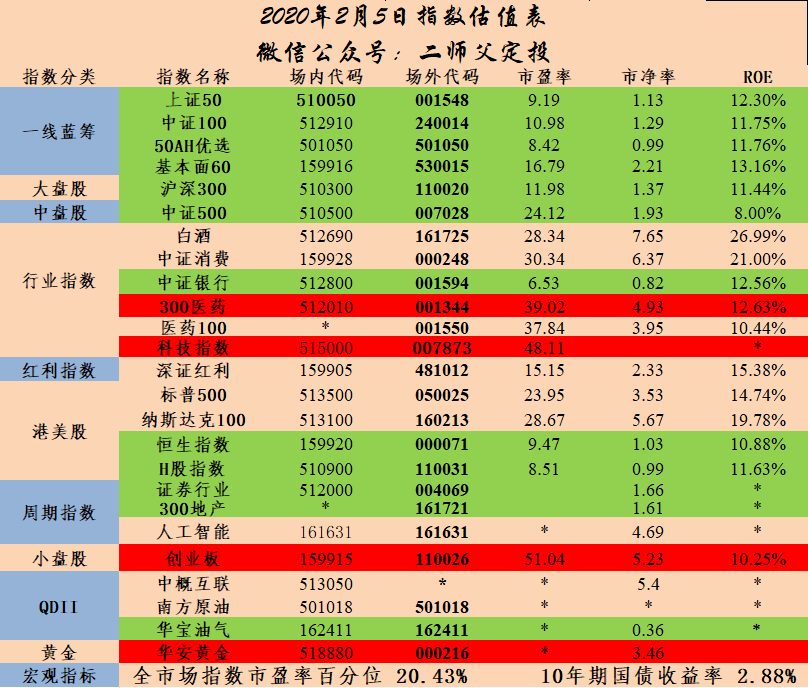 2020年2月5日指数估值表
微信公众号：二师父定投
指数分类 指数名称 场内代码 场外代码 市盈率 市净率 ROE
一线蓝筹 上证50 510050 001548 9.19 1.13 12.30%
中证100 512910 240014 10.98 1.29 11.75%
50AH优选 501050 501050 8.42 0.99 11.76%
基本面60 159916 530015 16.79 2.21 13.16%
大盘股 沪深300 510300 110020 11.98 1.37 11.44%
中盘股 中证500 510500 007028 24.12 1.93 8.00%
行业指数 白酒 512690 161725 28.34 7.65 26.99%
中证消费 159928 000248 30.34 6.37 21.00%
中证银行 512800 001594 6.53 0.82 12.56%
300医药 512010 001344 39.02 4.93 12.63%
医药100 * 001550 37.84 3.95 10.44%
科技指数 515000 007873 48.11 *
红利指数 深证红利 159905 481012 15.15 2.33 15.38%
港美股 标普500 513500 050025 23.95 3.53 14.74%
纳斯达克100 513100 160213 28.67 5.67 19.78%
恒生指数 159920 000071 9.47 1.03 10.88%
H股指数 510900 110031 8.51 0.99 11.63%
周期指数 证券行业 512000 004069 1.66 *
300地产 * 161721 1.61 *
人工智能 161631 161631 * 4.69 *
小盘股 创业板 159915 110026 51.04 5.23 10.25%
QDII 中概互联 513050 * * 5.4 *
南方原油 501018 501018 * * *
华宝油气 162411 162411 * 0.36 *
黄金 华安黄金 518880 000216 * 3.46
宏观指标 全市场指数市盈率百分位 20.43% 10年期国债收益率 2.88%